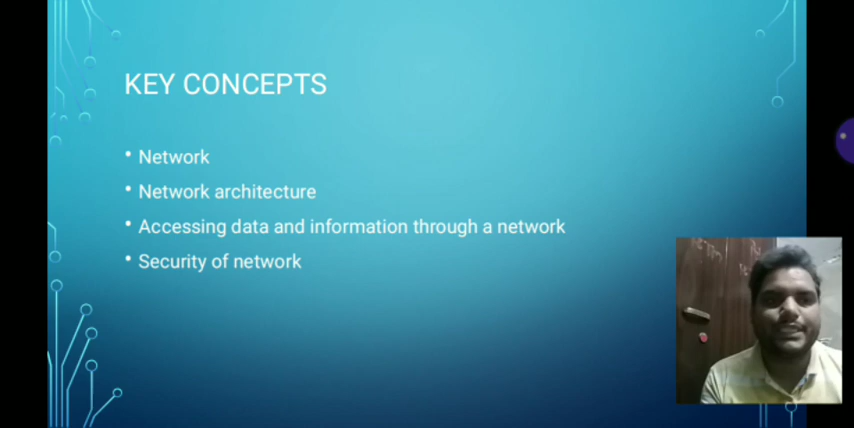 KEY CONCEPTS
• Network
• Network architecture
• Accessing data and information through a network
• Security of network